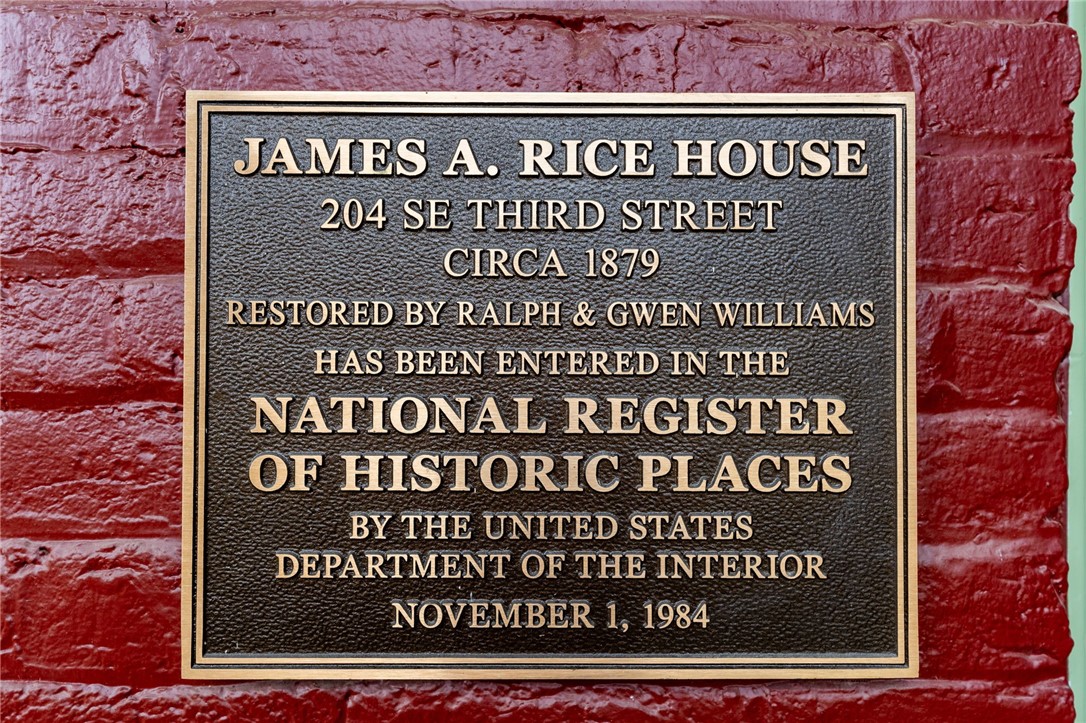 JAMES A. RICE HOUSE
204 SE THIRD STREET
CIRCA 1879
RESTORED BY RALPH & GWEN WILLIAMS
HAS BEEN ENTERED IN THE
NATIONAL REGISTER
OF HISTORIC PLACES
BY THE UNITED STATES
DEPARTMENT OF THE INTERIOR
NOVEMBER 1, 1984